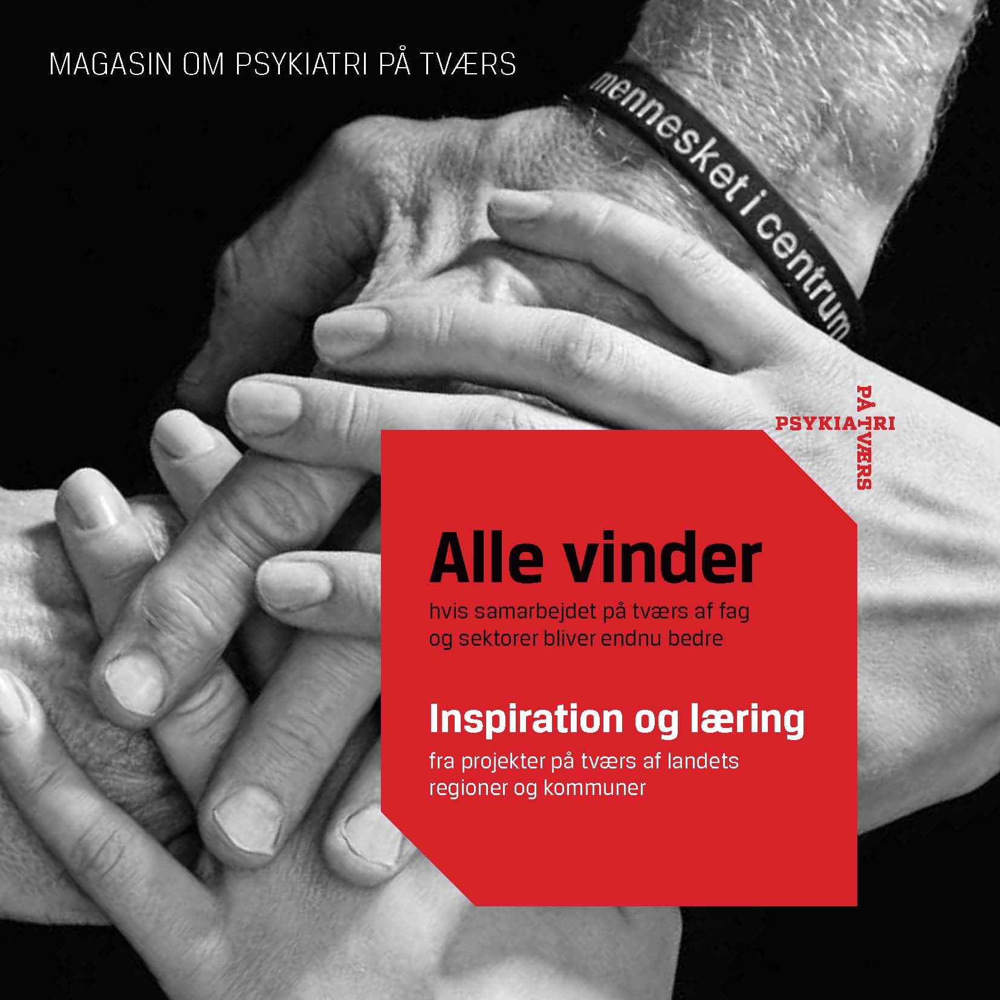 MAGASIN OM PSYKIATRI PÅ TVÆRS
mennesket i centrum
PSYKIATRI
PÅ TVÆRS
Alle vinder
hvis samarbejdet på tværs af fag
og sektorer bliver endnu bedre
Inspiration og læring
fra projekter på tværs af landets
regioner og kommuner